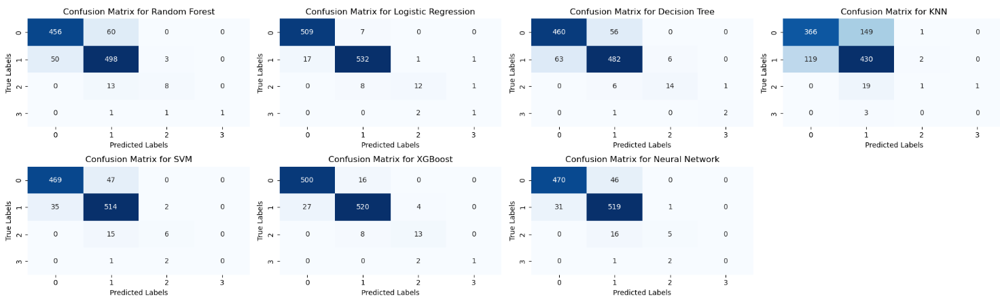 Confusion Matrix for Random Forest
True Labels
0 456 60 0 0
1 50 498 3 0
2 0 13 8 0
3 0 1 1 1
0 1 2 3
Predicted Labels
Confusion Matrix for Logistic Regression
True Labels
0 509 7 0 0
1 17 532 1 1
2 0 8 12 1
3 0 0 2 1
0 1 2 3
Predicted Labels
Confusion Matrix for Decision Tree
True Labels
0 460 56 0 0
1 63 482 6 0
2 0 6 14 1
3 0 1 0 2
0 1 2 3
Predicted Labels
Confusion Matrix for KNN
True Labels
0 366 149 1 0
1 119 430 2 0
2 0 19 1 1
3 0 3 0 0
0 1 2 3
Predicted Labels
Confusion Matrix for SVM
True Labels
0 469 47 0 0
1 35 514 2 0
2 0 15 6 0
3 0 1 2 0
0 1 2 3
Predicted Labels
Confusion Matrix for XGBoost
True Labels
0 500 16 0 0
1 27 520 4 0
2 0 8 13 0
3 0 0 2 1
0 1 2 3
Predicted Labels
Confusion Matrix for Neural Network
True Labels
0 470 46 0 0
1 31 519 1 0
2 0 16 5 0
3 0 1 2 0
0 1 2 3
Predicted Labels